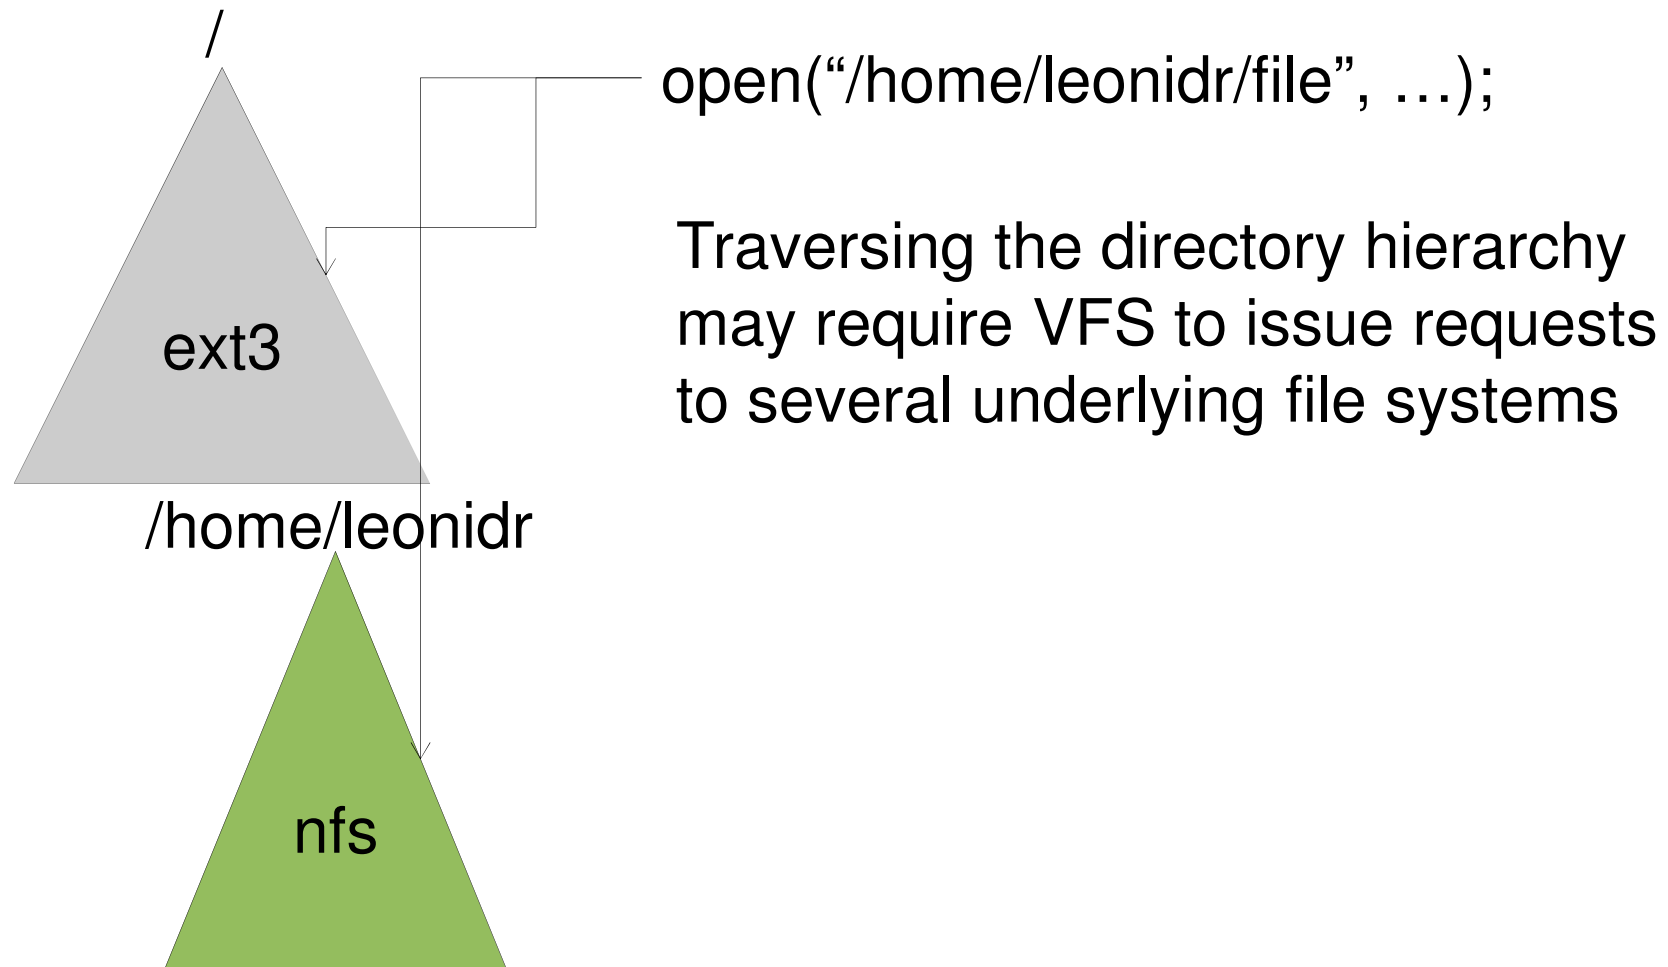 /
open(“/home/leonidr/file”, …);
Traversing the directory hierarchy
may require VFS to issue requests
to several underlying file systems
ext3
/home/leonidr
nfs